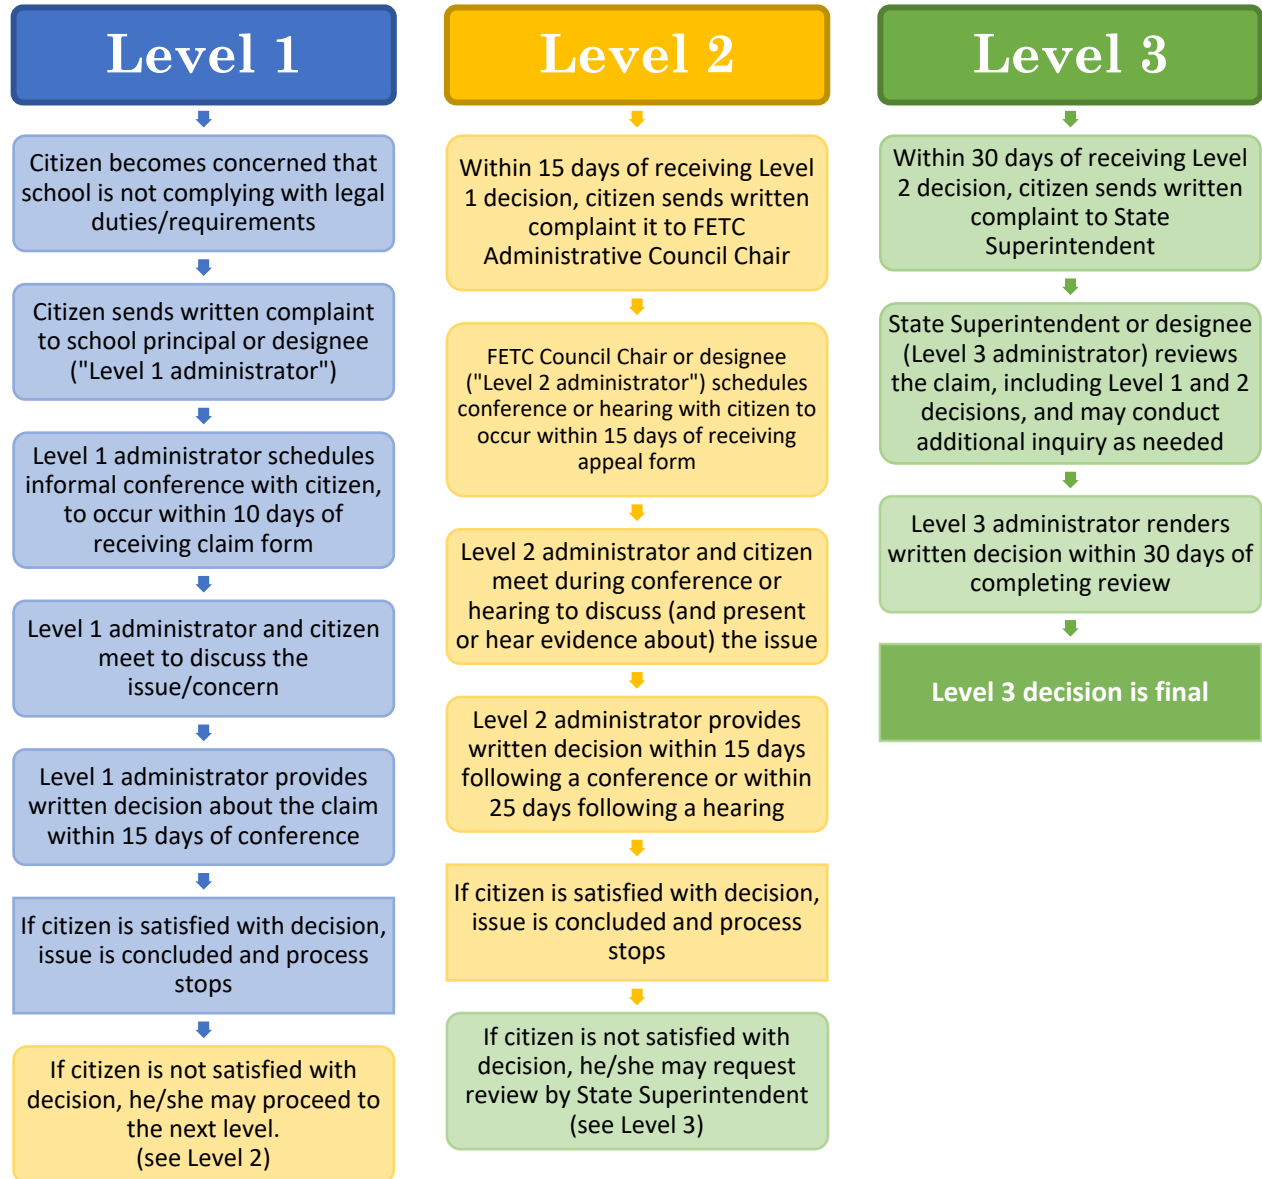 Level 1
Citizen becomes concerned that
school is not complying with legal
duties/requirements
Citizen sends written complaint
to school principal or designee
("Level 1 administrator")
Level 1 administrator schedules
informal conference with citizen,
to occur within 10 days of
receiving claim form
Level 1 administrator and citizen
meet to discuss the
issue/concern
Level 1 administrator provides
written decision about the claim
within 15 days of conference
If citizen is satisfied with decision,
issue is concluded and process
stops
If citizen is not satisfied with
decision, he/she may proceed to
the next level.
(see Level 2)
Level 2
Within 15 days of receiving Level
1 decision, citizen sends written
complaint it to FETC
Administrative Council Chair
FETC Council Chair or designee
("Level 2 administrator") schedules
conference or hearing with citizen to
occur within 15 days of receiving
appeal form
Level 2 administrator and citizen
meet during conference or
hearing to discuss (and present
or hear evidence about) the issue
Level 2 administrator provides
written decision within 15 days
following a conference or within
25 days following a hearing
If citizen is satisfied with decision,
issue is concluded and process
stops
If citizen is not satisfied with
decision, he/she may request
review by State Superintendent
(see Level 3)
Level 3
Within 30 days of receiving Level
2 decision, citizen sends written
complaint to State
Superintendent
State Superintendent or designee
(Level 3 administrator) reviews
the claim, including Level 1 and 2
decisions, and may conduct
additional inquiry as needed
Level 3 administrator renders
written decision within 30 days of
completing review
Level 3 decision is final